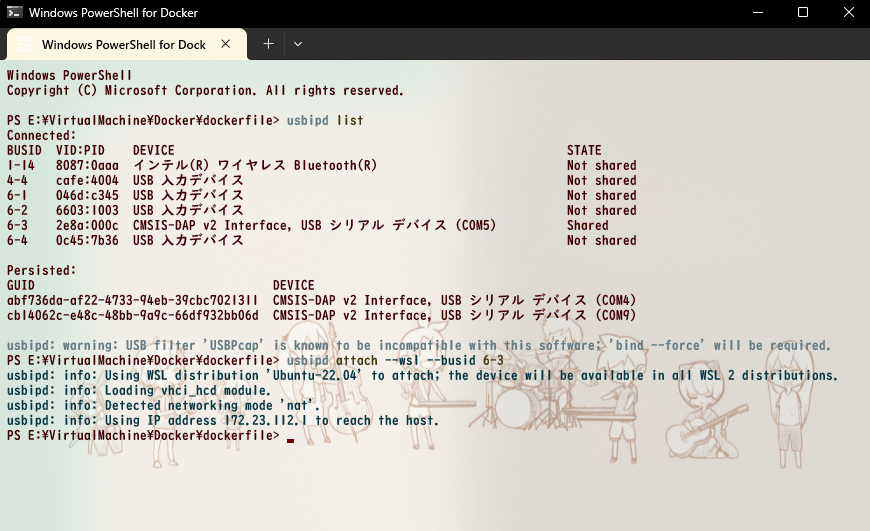 Windows PowerShell for Docker
Windows PowerShell for Dock
Windows PowerShell
Copyright (C) Microsoft Corporation. All rights reserved.
PS E:¥VirtualMachine¥Docker¥dockerfile> usbipd list
Connected:
BUSID VID:PID DEVICE STATE
1-14 8087:0aaa インテル(R) ワイヤレス Bluetooth(R) Not shared
4-4 cafe:4004 USB 入力デバイス Not shared
6-1 046d:c345 USB 入力デバイス Not shared
6-2 6603:1003 USB 入力デバイス Not shared
6-3 2e8a:000c CMSIS-DAP v2 Interface, USB シリアル デバイス (COM5) Shared
6-4 0c45:7b36 USB 入力デバイス Not shared
Persisted:
GUID DEVICE
abf736da-af22-4733-94eb-39cbc7021311 CMSIS-DAP v2 Interface, USB シリアル デバイス (COM4)
cb14062c-e48c-48bb-9a9c-66df932bb06d CMSIS-DAP v2 Interface, USB シリアル デバイス (COM9)
usbipd: warning: USB filter 'USBPcap' is known to be incompatible with this software; 'bind --force' will be required.
PS E:¥VirtualMachine¥Docker¥dockerfile> usbipd attach --wsl --busid 6-3
usbipd: info: Using WSL distribution 'Ubuntu-22.04' to attach; the device will be available in all WSL 2 distributions.
usbipd: info: Loading vhci_hcd module.
usbipd: info: Detected networking mode 'nat'.
usbipd: info: Using IP address 172.23.112.1 to reach the host.
PS E:¥VirtualMachine¥Docker¥dockerfile>